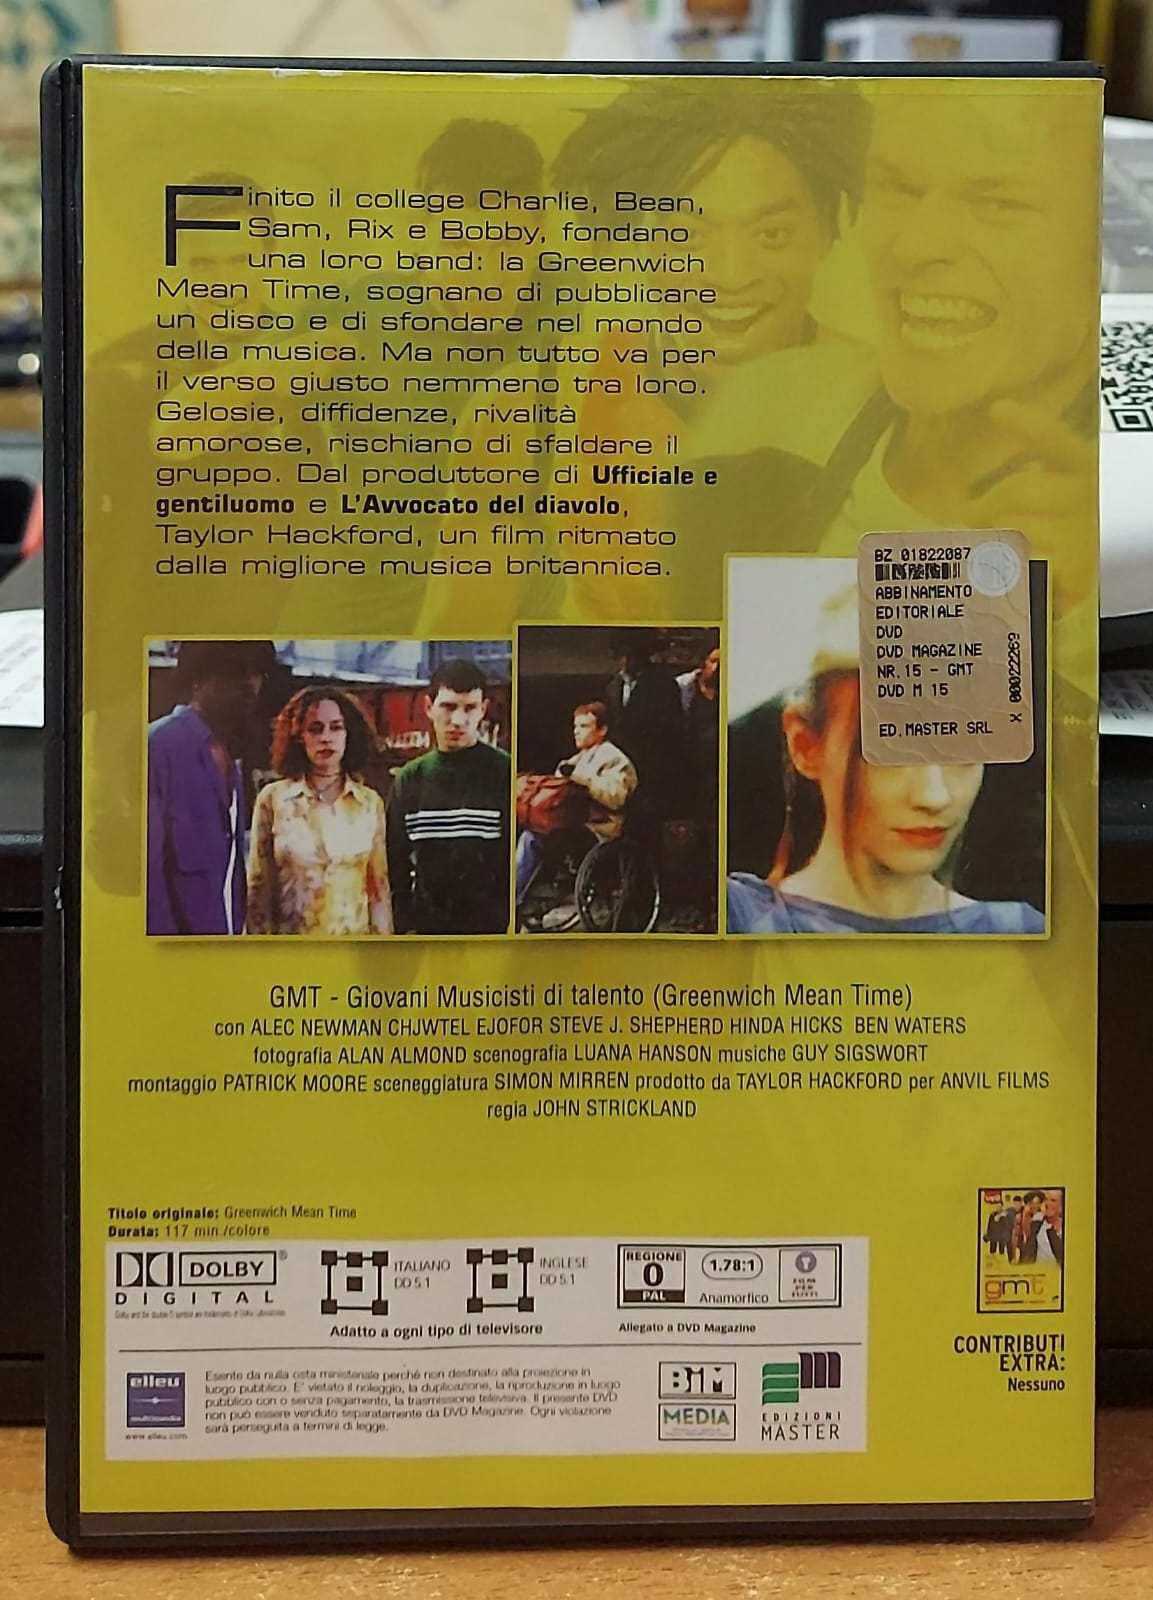 Finito il college Charlie, Bean,
Sam, Rix e Bobby, fondano
una loro band: la Greenwich
Mean Time, sognano di pubblicare
un disco e di sfondare nel mondo
della musica. Ma non tutto va per
il verso giusto nemmeno tra loro.
Gelosie, diffidenze, rivalità
amorose, rischiano di sfaldare il
gruppo. Dal produttore di Ufficiale e
gentiluomo e L'Avvocato del diavolo,
Taylor Hackford, un film ritmato
dalla migliore musica britannica.
BZ 01822087
ABBINAMENTO
EDITORIALE
DVD
DVD MAGAZINE
NR.15 - GMT
DVD M 15
ED.MASTER SRL
X 00022269
GMT - Giovani Musicisti di talento (Greenwich Mean Time)
con ALEC NEWMAN CHJWTEL EJOFOR STEVE J. SHEPHERD HINDA HICKS BEN WATERS
fotografia ALAN ALMOND scenografia LUANA HANSON musiche GUY SIGSWORT
montaggio PATRICK MOORE sceneggiatura SIMON MIRREN prodotto da TAYLOR HACKFORD per ANVIL FILMS
regia JOHN STRICKLAND
Titolo originale: Greenwich Mean Time
Durata: 117 min./colore
DOLBY
DIGITAL
ITALIANO
DD 5.1
INGLESE
DD 5.1
Adatto a ogni tipo di televisore
REGIONE
0
PAL
1.78:1
Anamorfico
FILM
PER
TUTTI
Allegato a DVD Magazine
gmt
CONTRIBUTI
EXTRA:
Nessuno
elleu
multimedia
www.elleu.com
Esente da nulla osta ministeriale perché non destinato alla proiezione in
luogo pubblico. E' vietato il noleggio, la duplicazione, la riproduzione in luogo
pubblico con o senza pagamento, la trasmissione televisiva. Il presente DVD
non può essere venduto separatamente da DVD Magazine. Ogni violazione
sarà perseguita a termini di legge.
BiM
MEDIA
EDIZIONI
MASTER